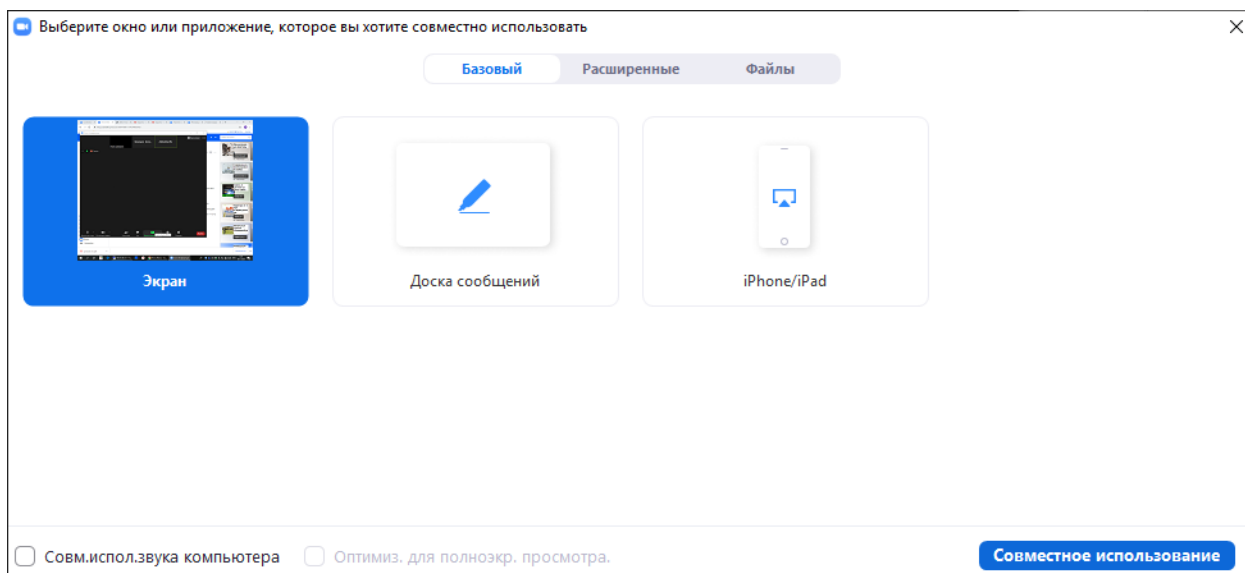 Выберите окно или приложение, которое вы хотите совместно использовать
Базовый Расширенные Файлы
Экран Доска сообщений iPhone/iPad
Совм.испол.звука компьютера Оптимиз. для полноэкр. просмотра. Совместное использование